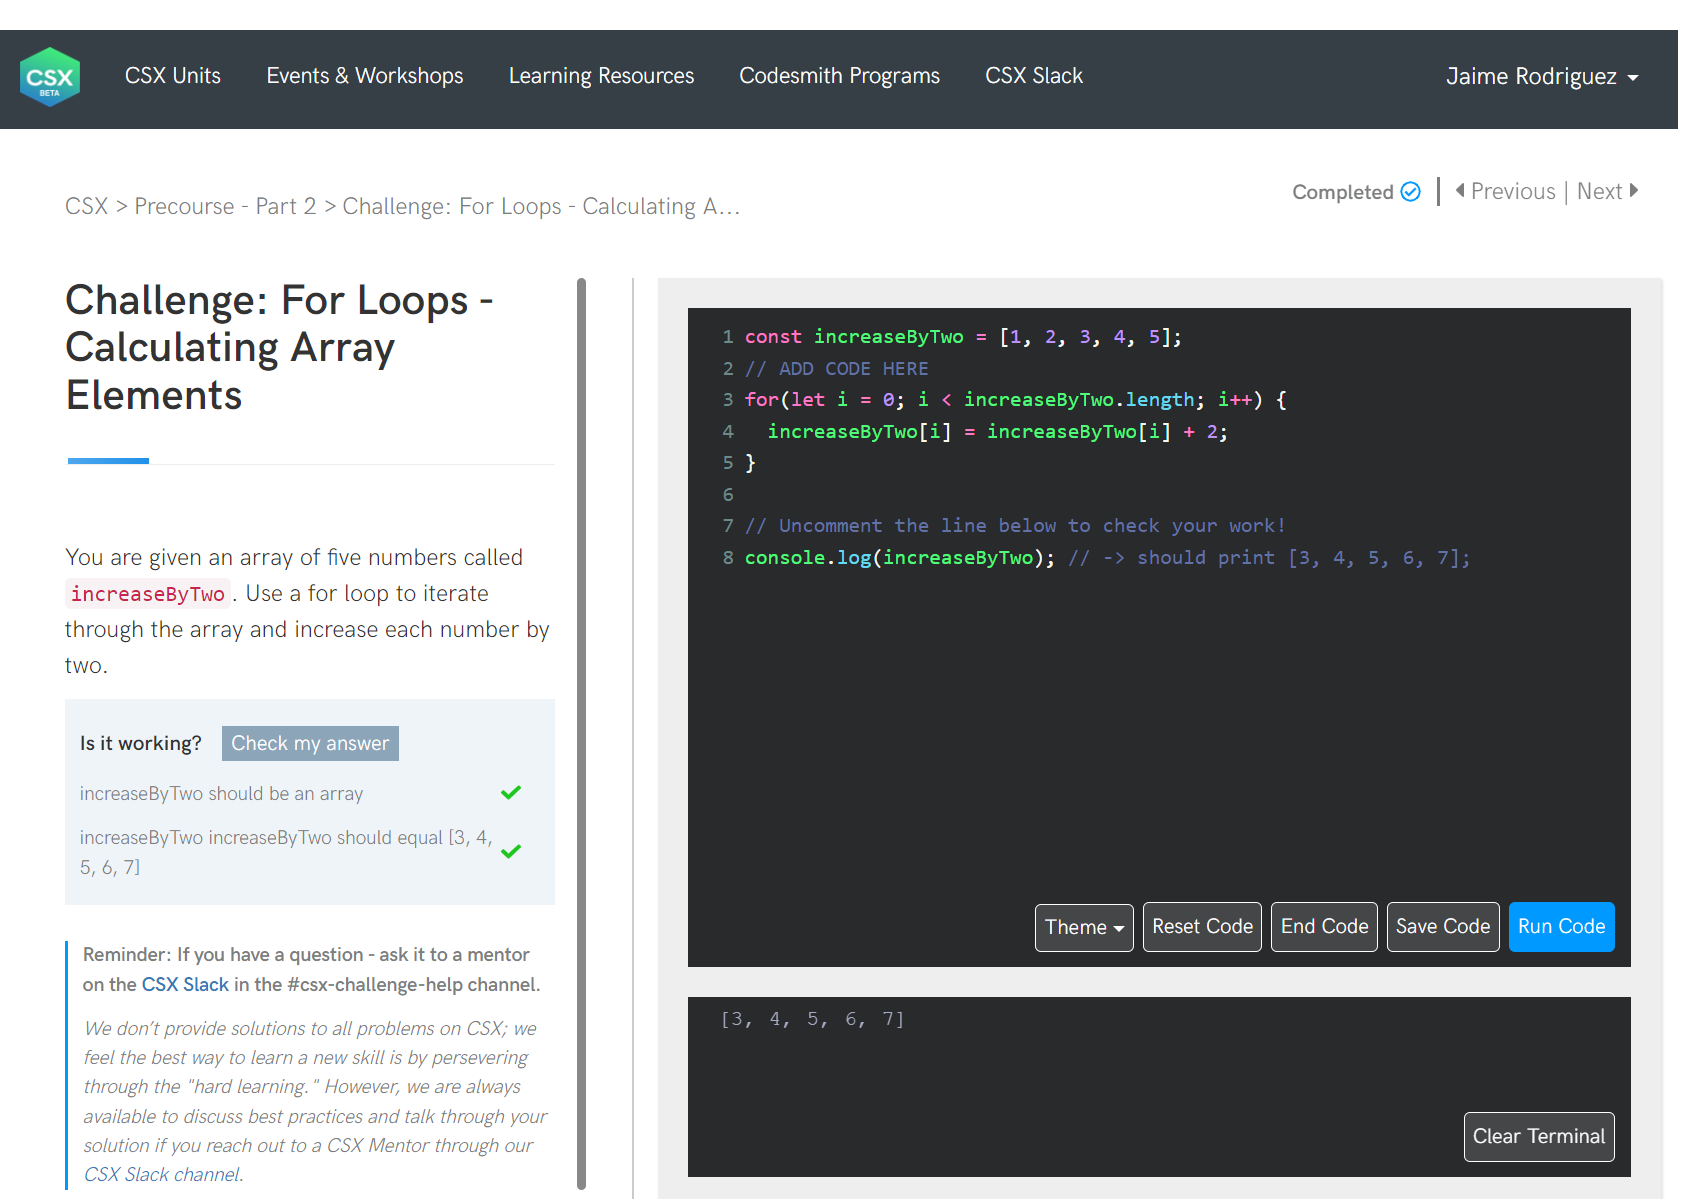 CSX
BETA
CSX Units
Events & Workshops
Learning Resources
Codesmith Programs
CSX Slack
Jaime Rodriguez
CSX > Precourse - Part 2 > Challenge: For Loops - Calculating A...
Completed
Previous | Next
Challenge: For Loops -
Calculating Array
Elements
You are given an array of five numbers called
increaseByTwo. Use a for loop to iterate
through the array and increase each number by
two.
Is it working?
Check my answer
increaseByTwo should be an array
increaseByTwo increaseByTwo should equal [3, 4,
5, 6, 7]
Reminder: If you have a question - ask it to a mentor
on the CSX Slack in the #csx-challenge-help channel.
We don’t provide solutions to all problems on CSX; we
feel the best way to learn a new skill is by persevering
through the "hard learning." However, we are always
available to discuss best practices and talk through your
solution if you reach out to a CSX Mentor through our
CSX Slack channel.
1 const increaseByTwo = [1, 2, 3, 4, 5];
2 // ADD CODE HERE
3 for(let i = 0; i < increaseByTwo.length; i++) {
4   increaseByTwo[i] = increaseByTwo[i] + 2;
5 }
6
7 // Uncomment the line below to check your work!
8 console.log(increaseByTwo); // -> should print [3, 4, 5, 6, 7];
Theme
Reset Code
End Code
Save Code
Run Code
[3, 4, 5, 6, 7]
Clear Terminal